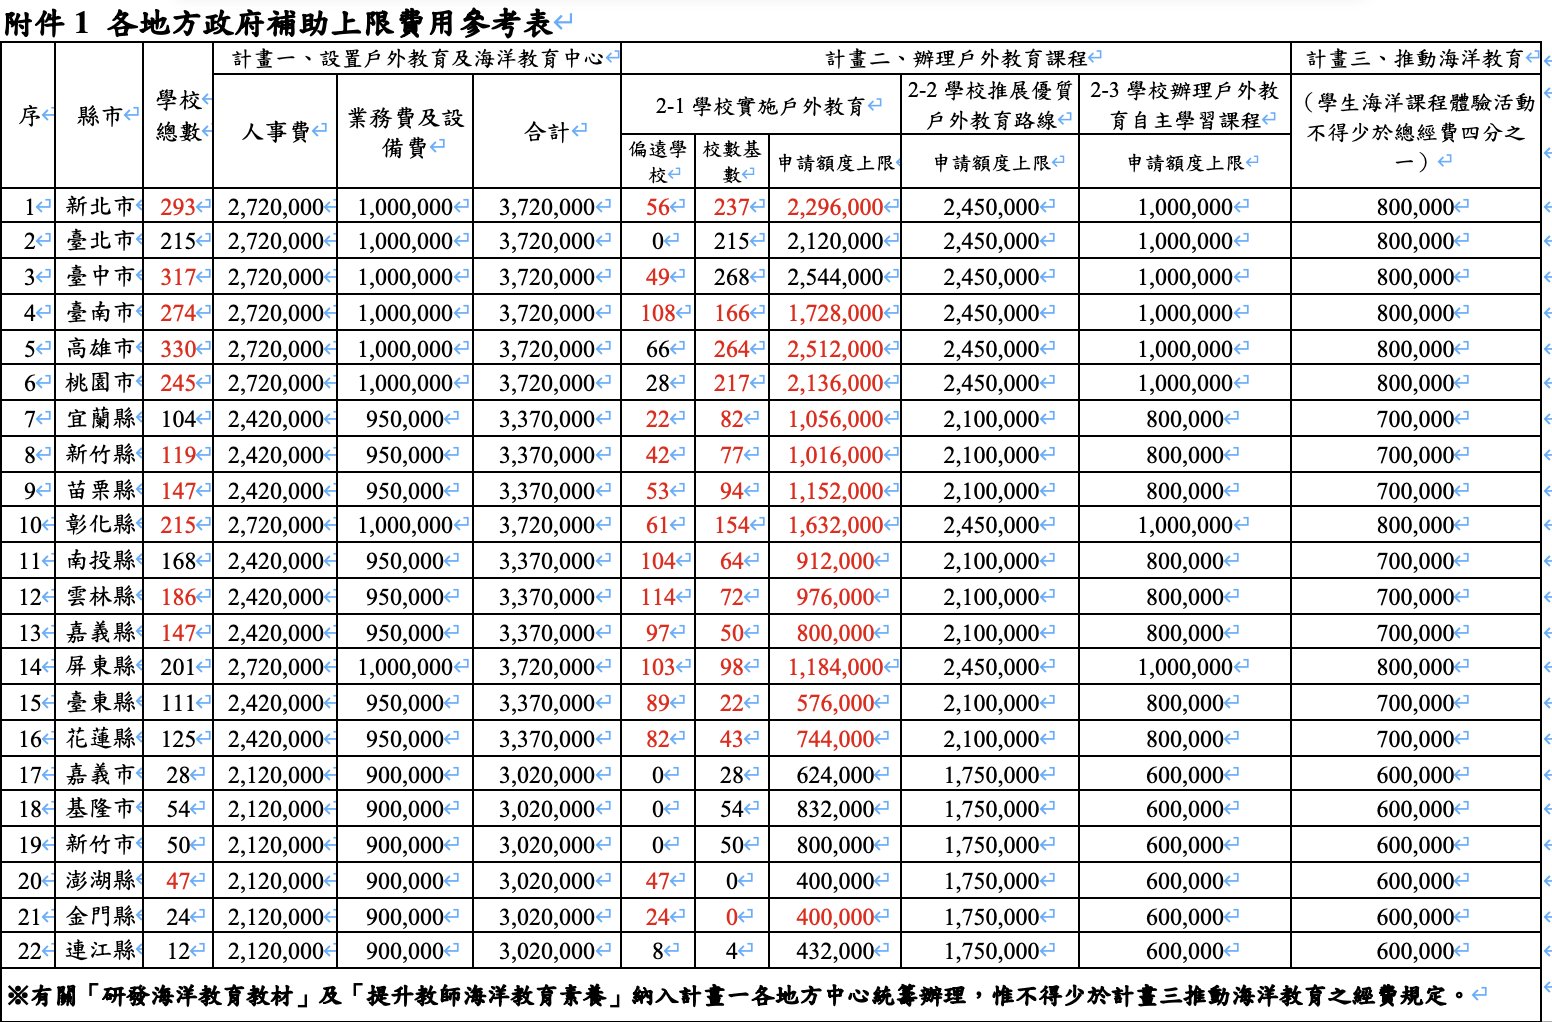 附件 1 各地方政府補助上限費用參考表
序 縣市 學校總數 計畫一、設置戶外教育及海洋教育中心 計畫二、辦理戶外教育課程 計畫三、推動海洋教育
人事費 業務費及設備費 合計 2-1 學校實施戶外教育 2-2 學校推展優質戶外教育路線 2-3 學校辦理戶外教育自主學習課程 （學生海洋課程體驗活動不得少於總經費四分之一）
偏遠學校 校數基數 申請額度上限 申請額度上限 申請額度上限
1 新北市 293 2,720,000 1,000,000 3,720,000 56 237 2,296,000 2,450,000 1,000,000 800,000
2 臺北市 215 2,720,000 1,000,000 3,720,000 0 215 2,120,000 2,450,000 1,000,000 800,000
3 臺中市 317 2,720,000 1,000,000 3,720,000 49 268 2,544,000 2,450,000 1,000,000 800,000
4 臺南市 274 2,720,000 1,000,000 3,720,000 108 166 1,728,000 2,450,000 1,000,000 800,000
5 高雄市 330 2,720,000 1,000,000 3,720,000 66 264 2,512,000 2,450,000 1,000,000 800,000
6 桃園市 245 2,720,000 1,000,000 3,720,000 28 217 2,136,000 2,450,000 1,000,000 800,000
7 宜蘭縣 104 2,420,000 950,000 3,370,000 22 82 1,056,000 2,100,000 800,000 700,000
8 新竹縣 119 2,420,000 950,000 3,370,000 42 77 1,016,000 2,100,000 800,000 700,000
9 苗栗縣 147 2,420,000 950,000 3,370,000 53 94 1,152,000 2,100,000 800,000 700,000
10 彰化縣 215 2,720,000 1,000,000 3,720,000 61 154 1,632,000 2,450,000 1,000,000 800,000
11 南投縣 168 2,420,000 950,000 3,370,000 104 64 912,000 2,100,000 800,000 700,000
12 雲林縣 186 2,420,000 950,000 3,370,000 114 72 976,000 2,100,000 800,000 700,000
13 嘉義縣 147 2,420,000 950,000 3,370,000 97 50 800,000 2,100,000 800,000 700,000
14 屏東縣 201 2,720,000 1,000,000 3,720,000 103 98 1,184,000 2,450,000 1,000,000 800,000
15 臺東縣 111 2,420,000 950,000 3,370,000 89 22 576,000 2,100,000 800,000 700,000
16 花蓮縣 125 2,420,000 950,000 3,370,000 82 43 744,000 2,100,000 800,000 700,000
17 嘉義市 28 2,120,000 900,000 3,020,000 0 28 624,000 1,750,000 600,000 600,000
18 基隆市 54 2,120,000 900,000 3,020,000 0 54 832,000 1,750,000 600,000 600,000
19 新竹市 50 2,120,000 900,000 3,020,000 0 50 800,000 1,750,000 600,000 600,000
20 澎湖縣 47 2,120,000 900,000 3,020,000 47 0 400,000 1,750,000 600,000 600,000
21 金門縣 24 2,120,000 900,000 3,020,000 24 0 400,000 1,750,000 600,000 600,000
22 連江縣 12 2,120,000 900,000 3,020,000 8 4 432,000 1,750,000 600,000 600,000
※有關「研發海洋教育教材」及「提升教師海洋教育素養」納入計畫一各地方中心統籌辦理，惟不得少於計畫三推動海洋教育之經費規定。